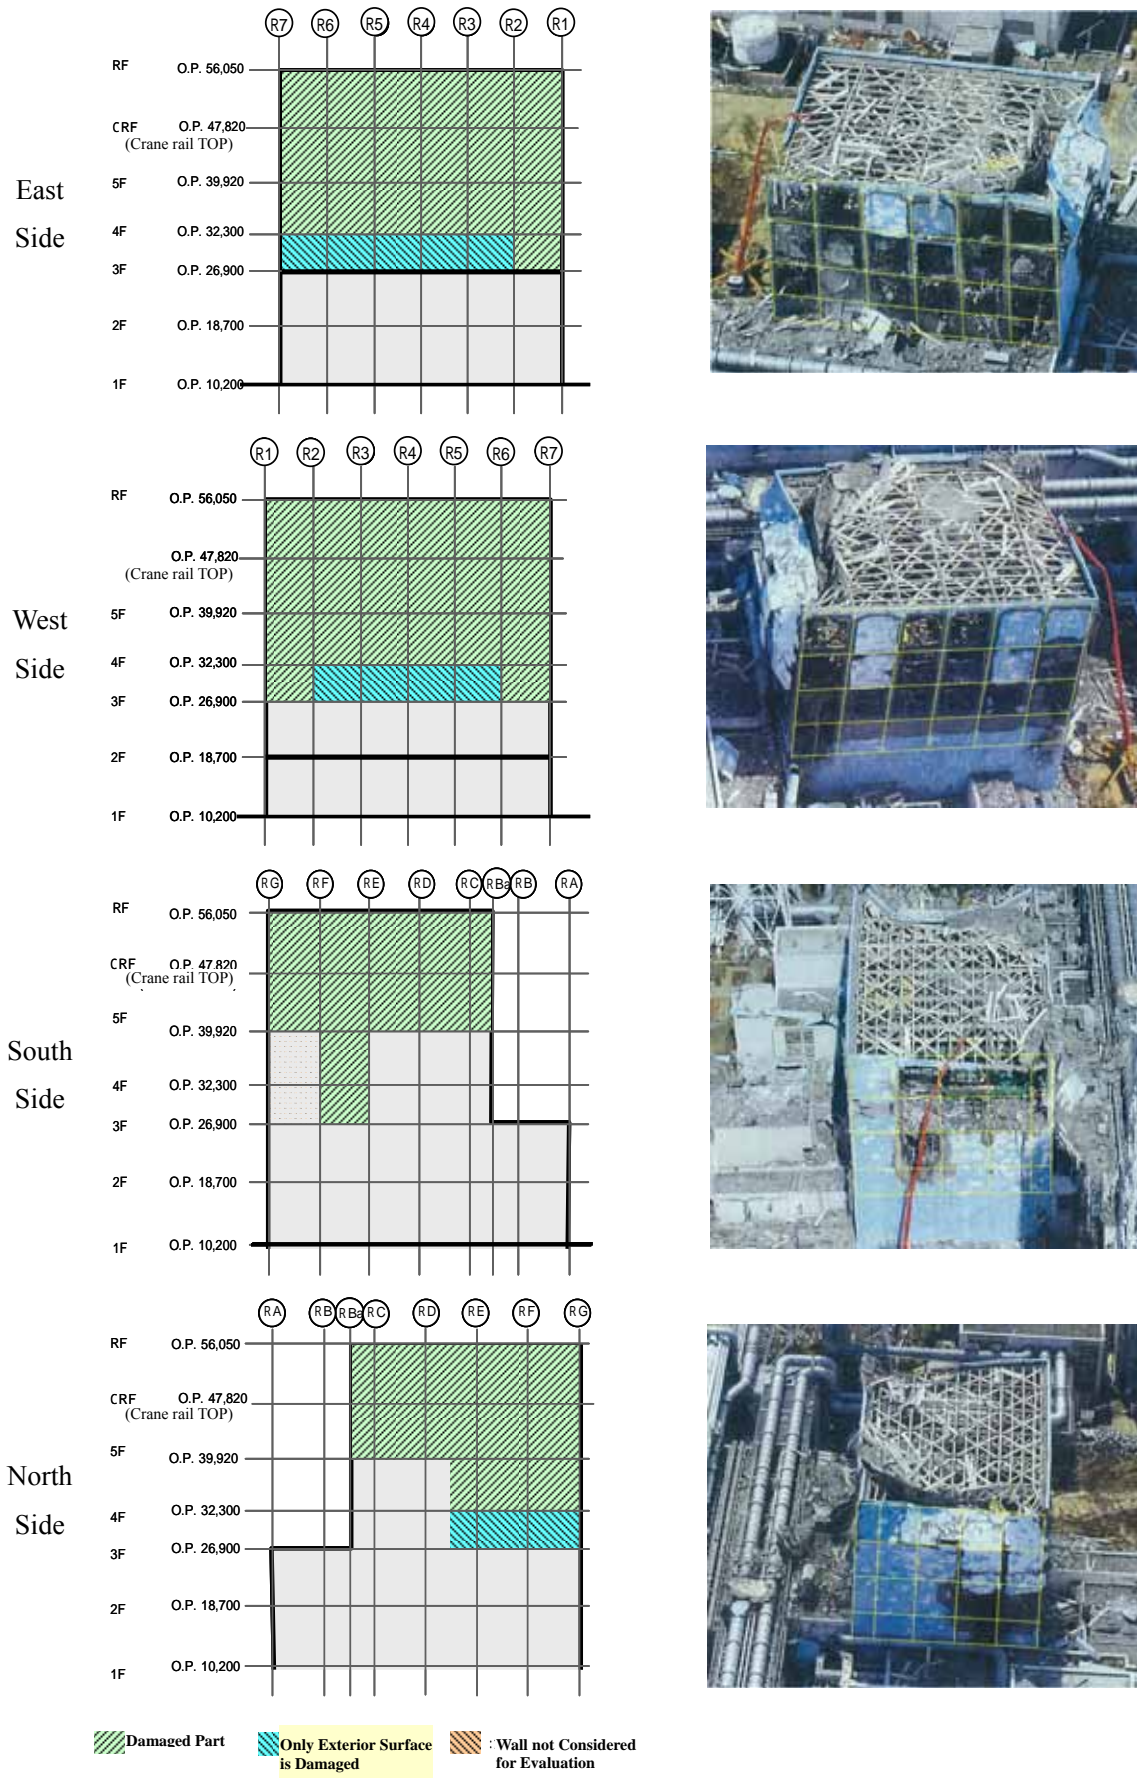 R7 R6 R5 R4 R3 R2 R1
RF O.P. 56,050
CRF O.P. 47,820
(Crane rail TOP)
5F O.P. 39,920
East
Side
4F O.P. 32,300
3F O.P. 26,900
2F O.P. 18,700
1F O.P. 10,200
R1 R2 R3 R4 R5 R6 R7
RF O.P. 56,050
O.P. 47,820
(Crane rail TOP)
5F O.P. 39,920
West
Side
4F O.P. 32,300
3F O.P. 26,900
2F O.P. 18,700
1F O.P. 10,200
RG RF RE RD RC RBa RB RA
RF O.P. 56,050
CRF O.P. 47,820
(Crane rail TOP)
5F O.P. 39,920
South
Side
4F O.P. 32,300
3F O.P. 26,900
2F O.P. 18,700
1F O.P. 10,200
RA RB RBa RC RD RE RF RG
RF O.P. 56,050
CRF O.P. 47,820
(Crane rail TOP)
5F O.P. 39,920
North
Side
4F O.P. 32,300
3F O.P. 26,900
2F O.P. 18,700
1F O.P. 10,200
Damaged Part
Only Exterior Surface
is Damaged
: Wall not Considered
for Evaluation